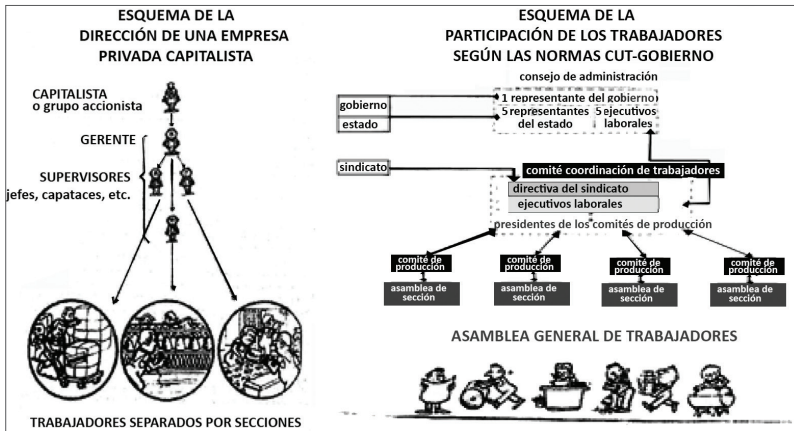 ESQUEMA DE LA
DIRECCIÓN DE UNA EMPRESA
PRIVADA CAPITALISTA
CAPITALISTA
o grupo accionista
GERENTE
SUPERVISORES
jefes, capataces, etc.
TRABAJADORES SEPARADOS POR SECCIONES
ESQUEMA DE LA
PARTICIPACIÓN DE LOS TRABAJADORES
SEGÚN LAS NORMAS CUT-GOBIERNO
consejo de administración
gobierno
estado
1 representante del gobierno
5 representantes
del estado
5 ejecutivos
laborales
sindicato
comité coordinación de trabajadores
directiva del sindicato
ejecutivos laborales
presidentes de los comités de producción
comité de
producción
comité de
producción
comité de
producción
comité de
producción
asamblea de
sección
asamblea de
sección
asamblea de
sección
asamblea de
sección
ASAMBLEA GENERAL DE TRABAJADORES